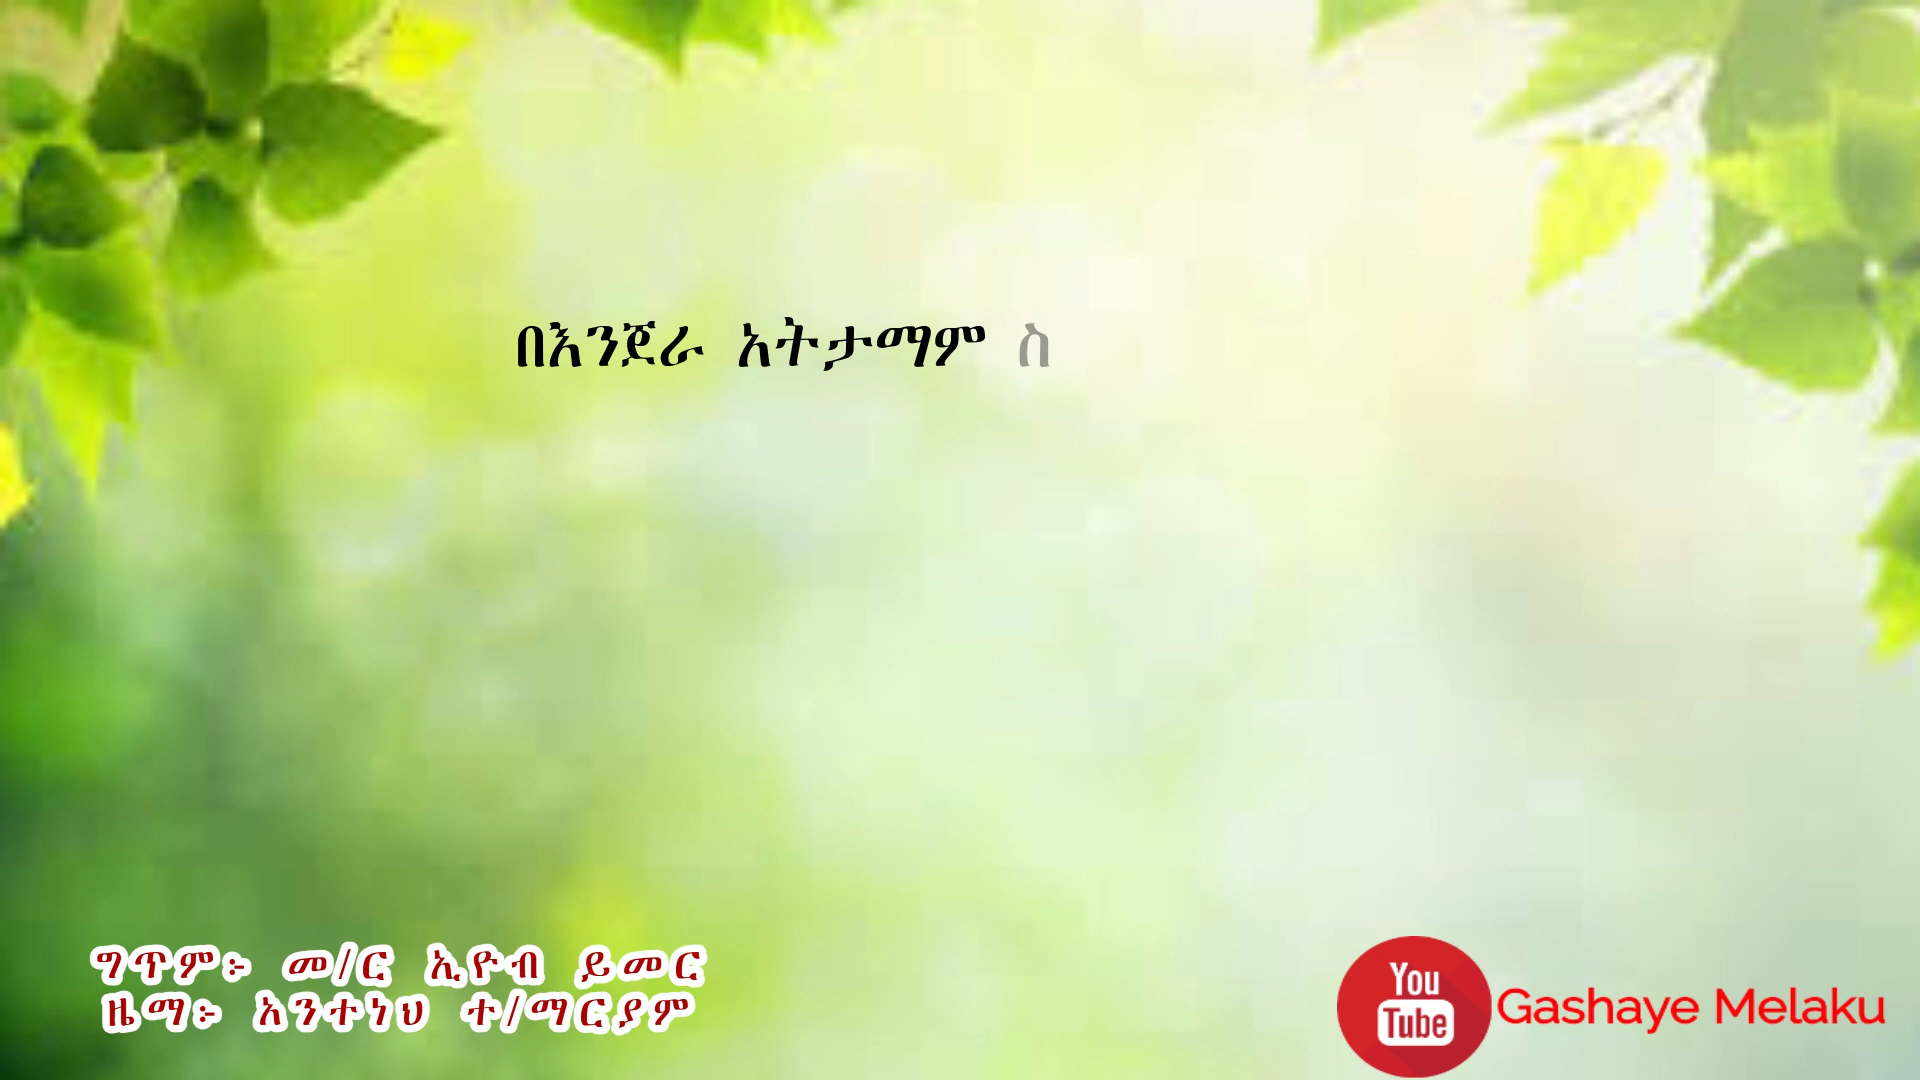 በእንጀራ አትታማም ስ
ግጥም፦ መ/ር ኢዮብ ይመር
ዜማ፦ አንተነህ ተ/ማርያም
You
Tube
Gashaye Melaku